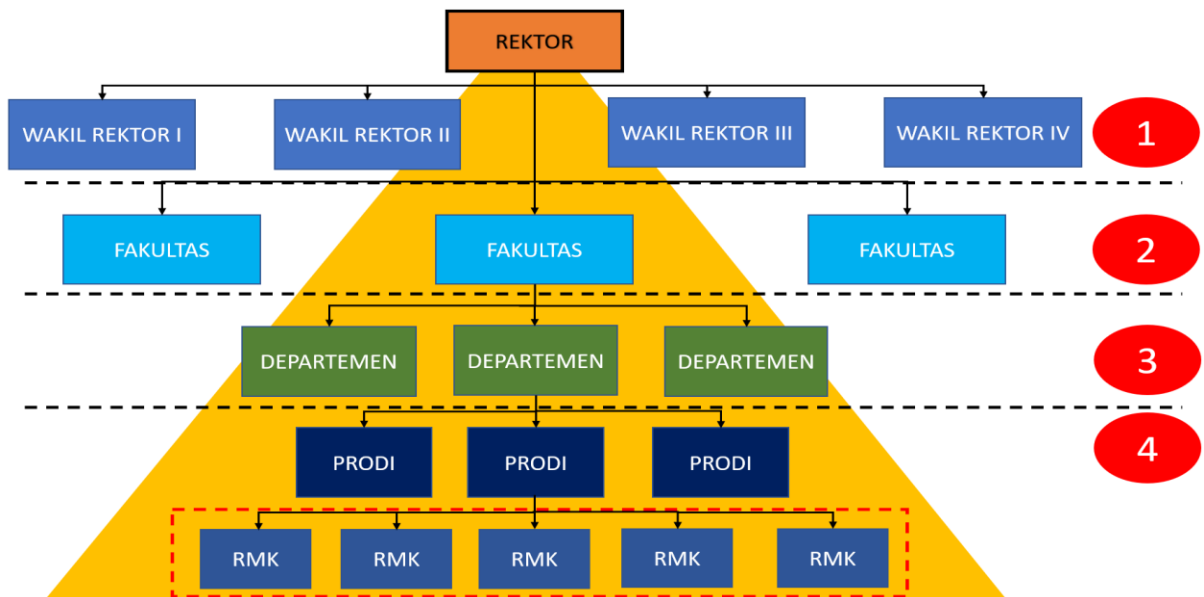 REKTOR
WAKIL REKTOR I
WAKIL REKTOR II
WAKIL REKTOR III
WAKIL REKTOR IV
1
FAKULTAS
FAKULTAS
FAKULTAS
2
DEPARTEMEN
DEPARTEMEN
DEPARTEMEN
3
PRODI
PRODI
PRODI
4
RMK
RMK
RMK
RMK
RMK